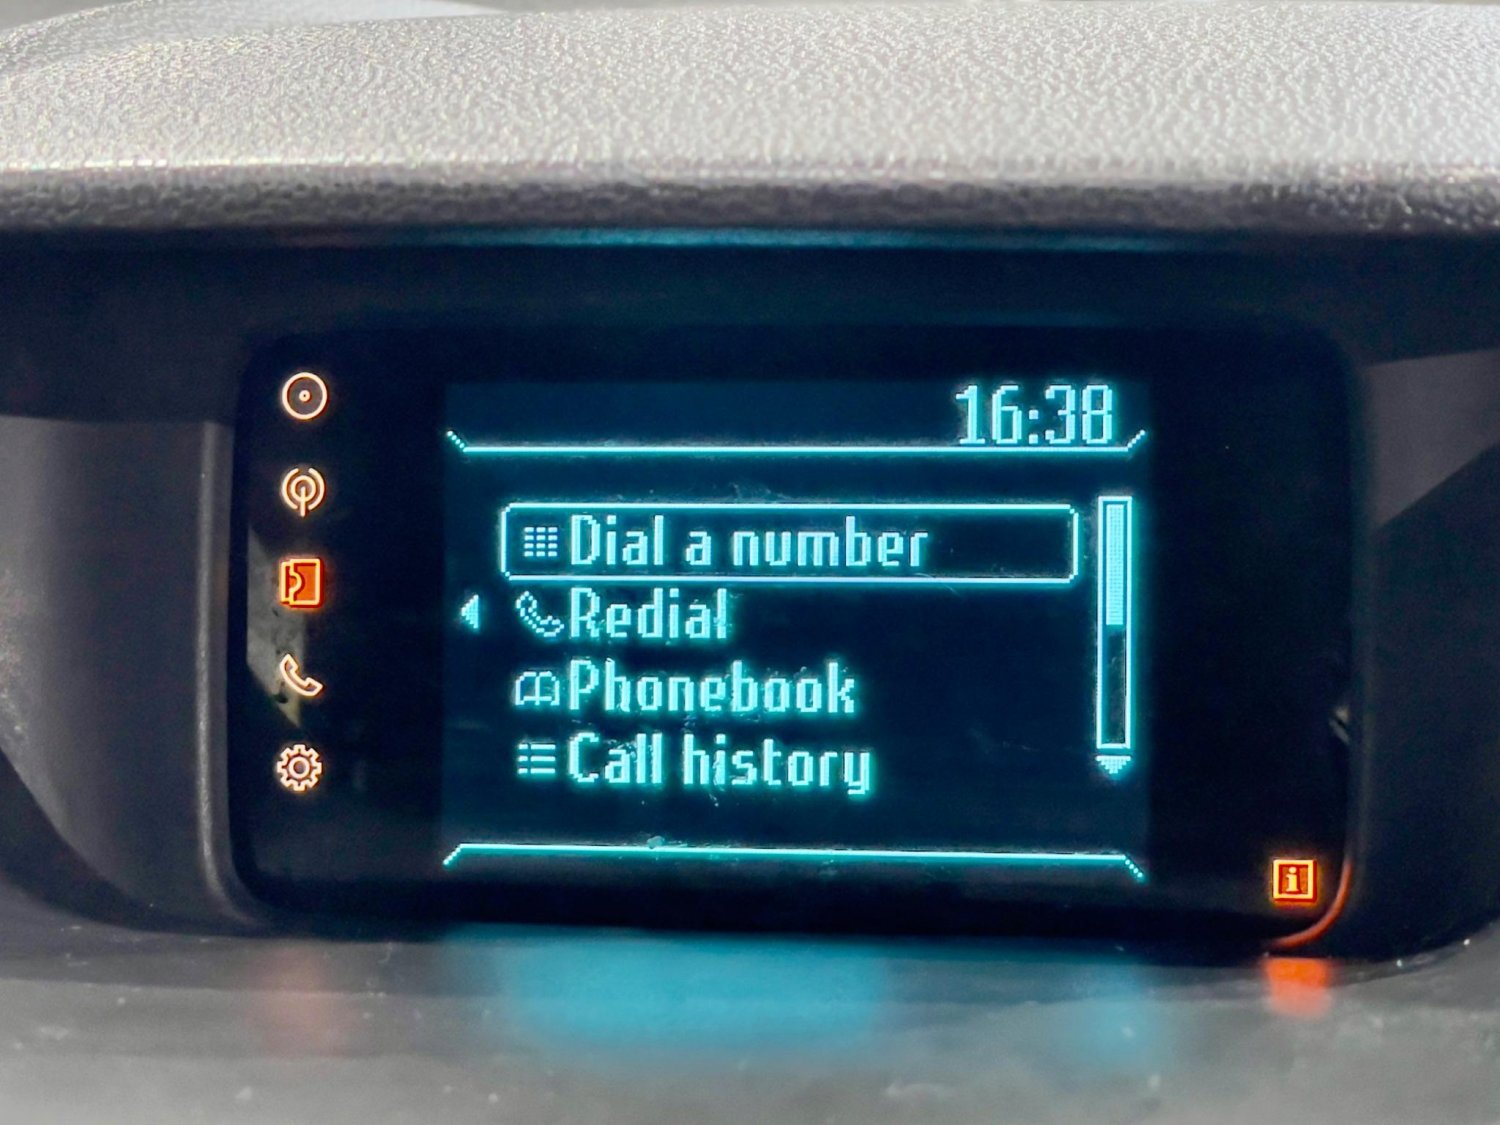 16:38
Dial a number
Redial
Phonebook
Call history
i